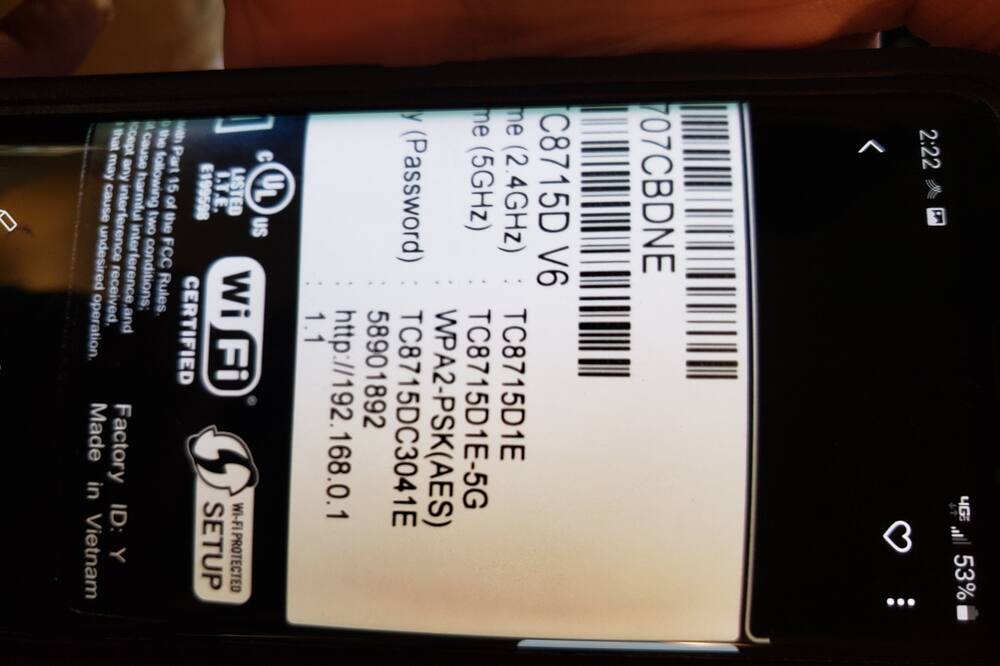 2:22
4GE 53%
707CBDNE
TC8715D V6
me (2.4GHz) : TC8715D1E
me (5GHz) : TC8715D1E-5G
: WPA2-PSK(AES)
y (Password) : TC8715DC3041E
: 58901892
: http://192.168.0.1
: 1.1
C UL US
LISTED
I.T.E.
E199598
Wi Fi ®
CERTIFIED
WI-FI PROTECTED
SETUP
with Part 15 of the FCC Rules.
the following two conditions:
cause harmful interference, and
accept any interference received,
that may cause undesired operation.
Factory ID: Y
Made in Vietnam